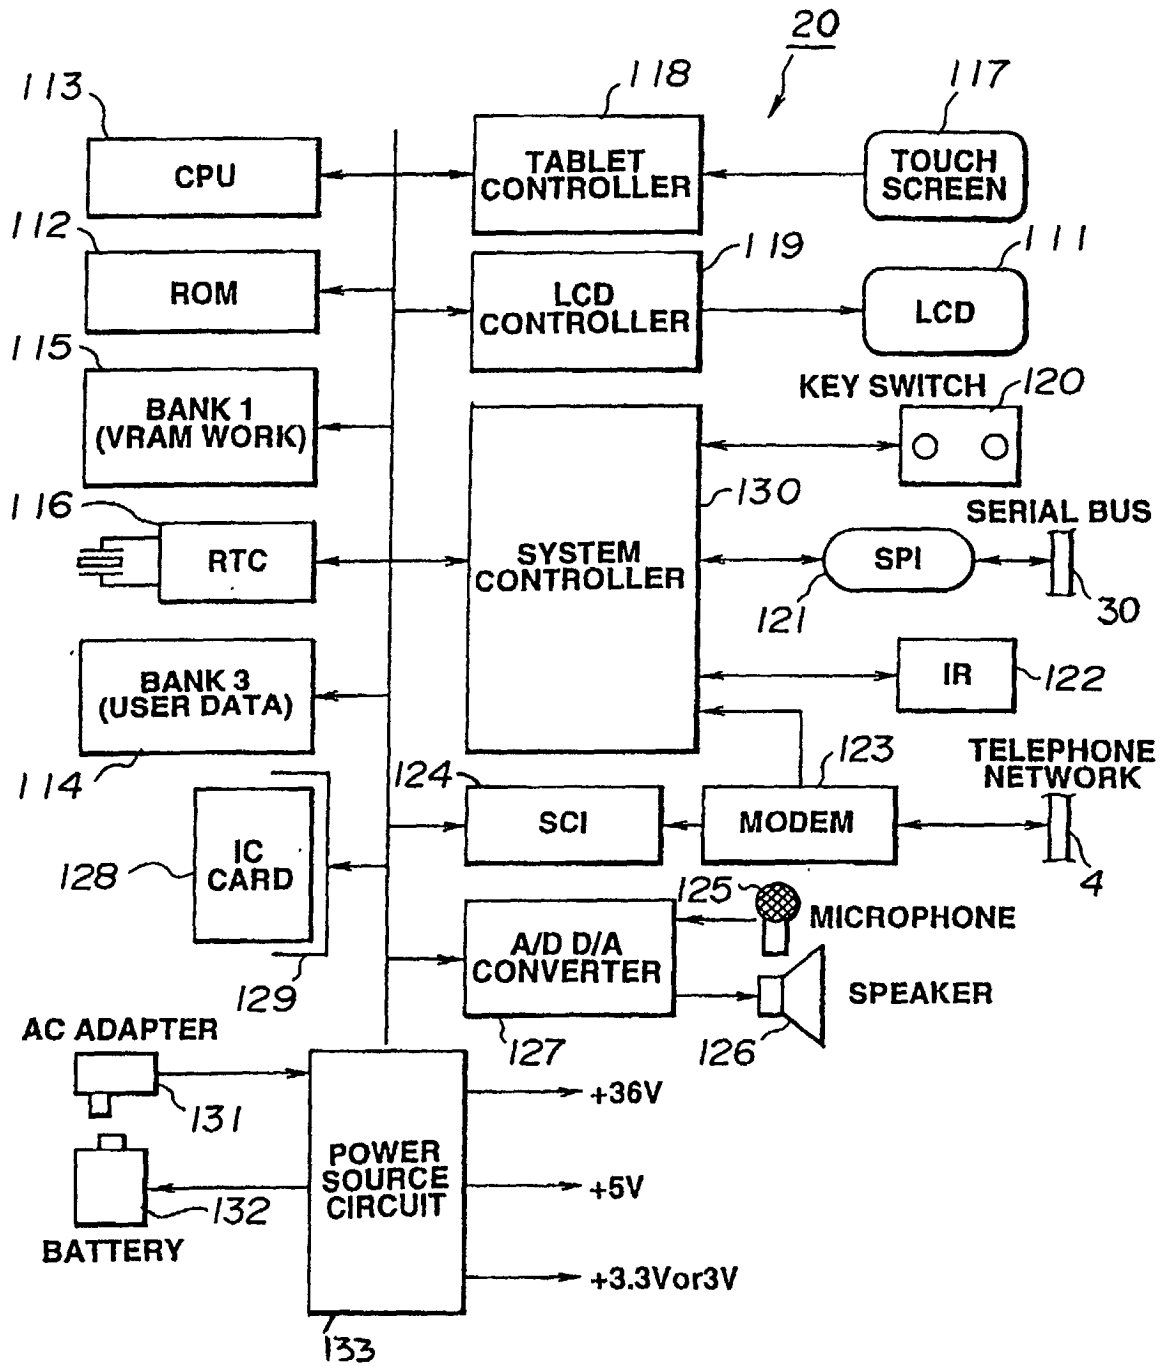 20
113
118
117
CPU
TABLET
CONTROLLER
TOUCH
SCREEN
112
119
111
ROM
LCD
CONTROLLER
LCD
115
KEY SWITCH
120
BANK 1
(VRAM WORK)
116
130
SERIAL BUS
RTC
SYSTEM
CONTROLLER
SPI
121
30
BANK 3
(USER DATA)
IR
122
114
124
123
TELEPHONE
NETWORK
SCI
MODEM
IC
CARD
128
4
125
MICROPHONE
A/D D/A
CONVERTER
129
SPEAKER
127
126
AC ADAPTER
131
+36V
POWER
SOURCE
CIRCUIT
+5V
132
BATTERY
+3.3Vor3V
133